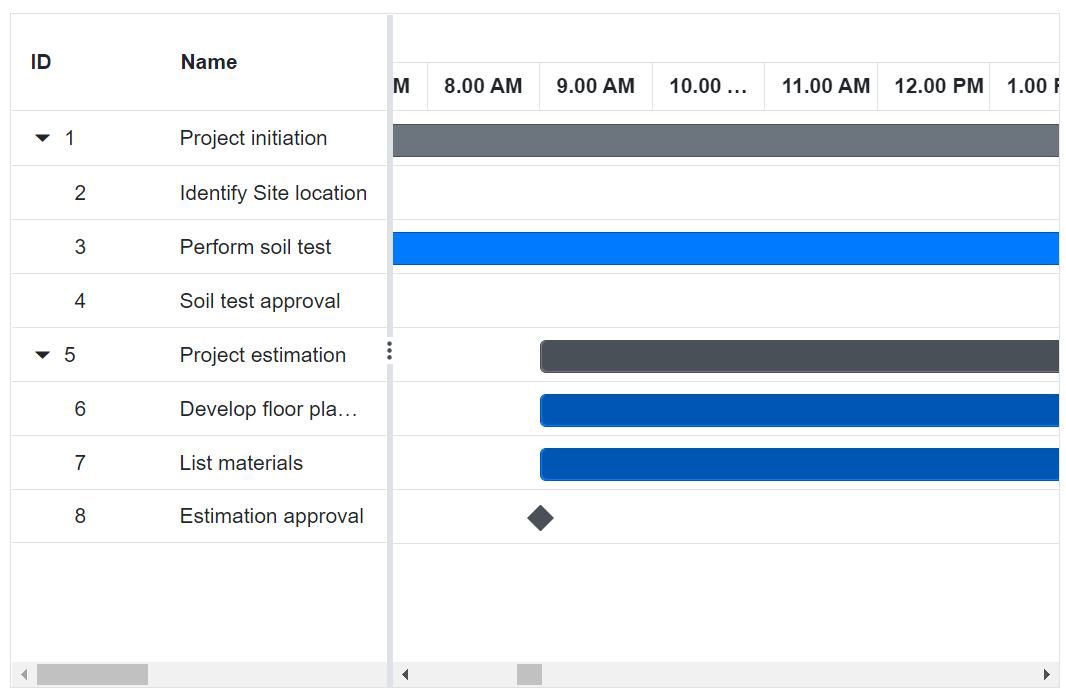 ID Name
M 8.00 AM 9.00 AM 10.00 ... 11.00 AM 12.00 PM 1.00
1 Project initiation
2 Identify Site location
3 Perform soil test
4 Soil test approval
5 Project estimation
6 Develop floor pla...
7 List materials
8 Estimation approval